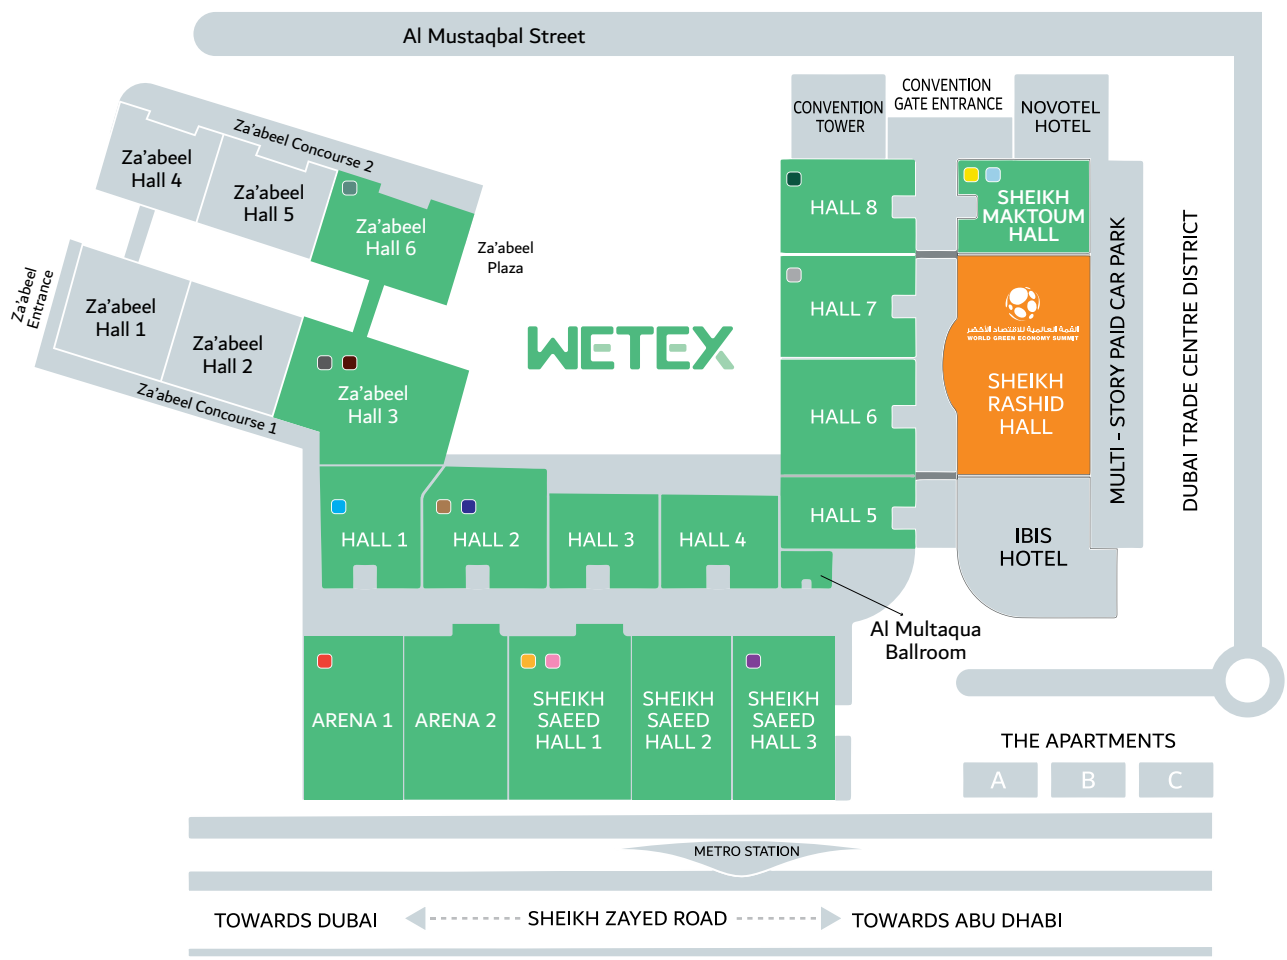 Al Mustaqbal Street
CONVENTION
TOWER
CONVENTION
GATE ENTRANCE
NOVOTEL
HOTEL
Za'abeel Concourse 2
Za'abeel
Hall 4
Za'abeel
Hall 5
Za'abeel
Hall 6
Za'abeel
Plaza
Za'abeel
Entrance
Za'abeel
Hall 1
Za'abeel
Hall 2
Za'abeel
Hall 3
Za'abeel Concourse 1
WETEX
HALL 8
HALL 7
HALL 6
HALL 5
SHEIKH
MAKTOUM
HALL
القمة العالمية للاقتصاد الأخضر
WORLD GREEN ECONOMY SUMMIT
SHEIKH
RASHID
HALL
IBIS
HOTEL
MULTI - STORY PAID CAR PARK
DUBAI TRADE CENTRE DISTRICT
HALL 1
HALL 2
HALL 3
HALL 4
Al Multaqua
Ballroom
ARENA 1
ARENA 2
SHEIKH
SAEED
HALL 1
SHEIKH
SAEED
HALL 2
SHEIKH
SAEED
HALL 3
THE APARTMENTS
A
B
C
METRO STATION
TOWARDS DUBAI
SHEIKH ZAYED ROAD
TOWARDS ABU DHABI